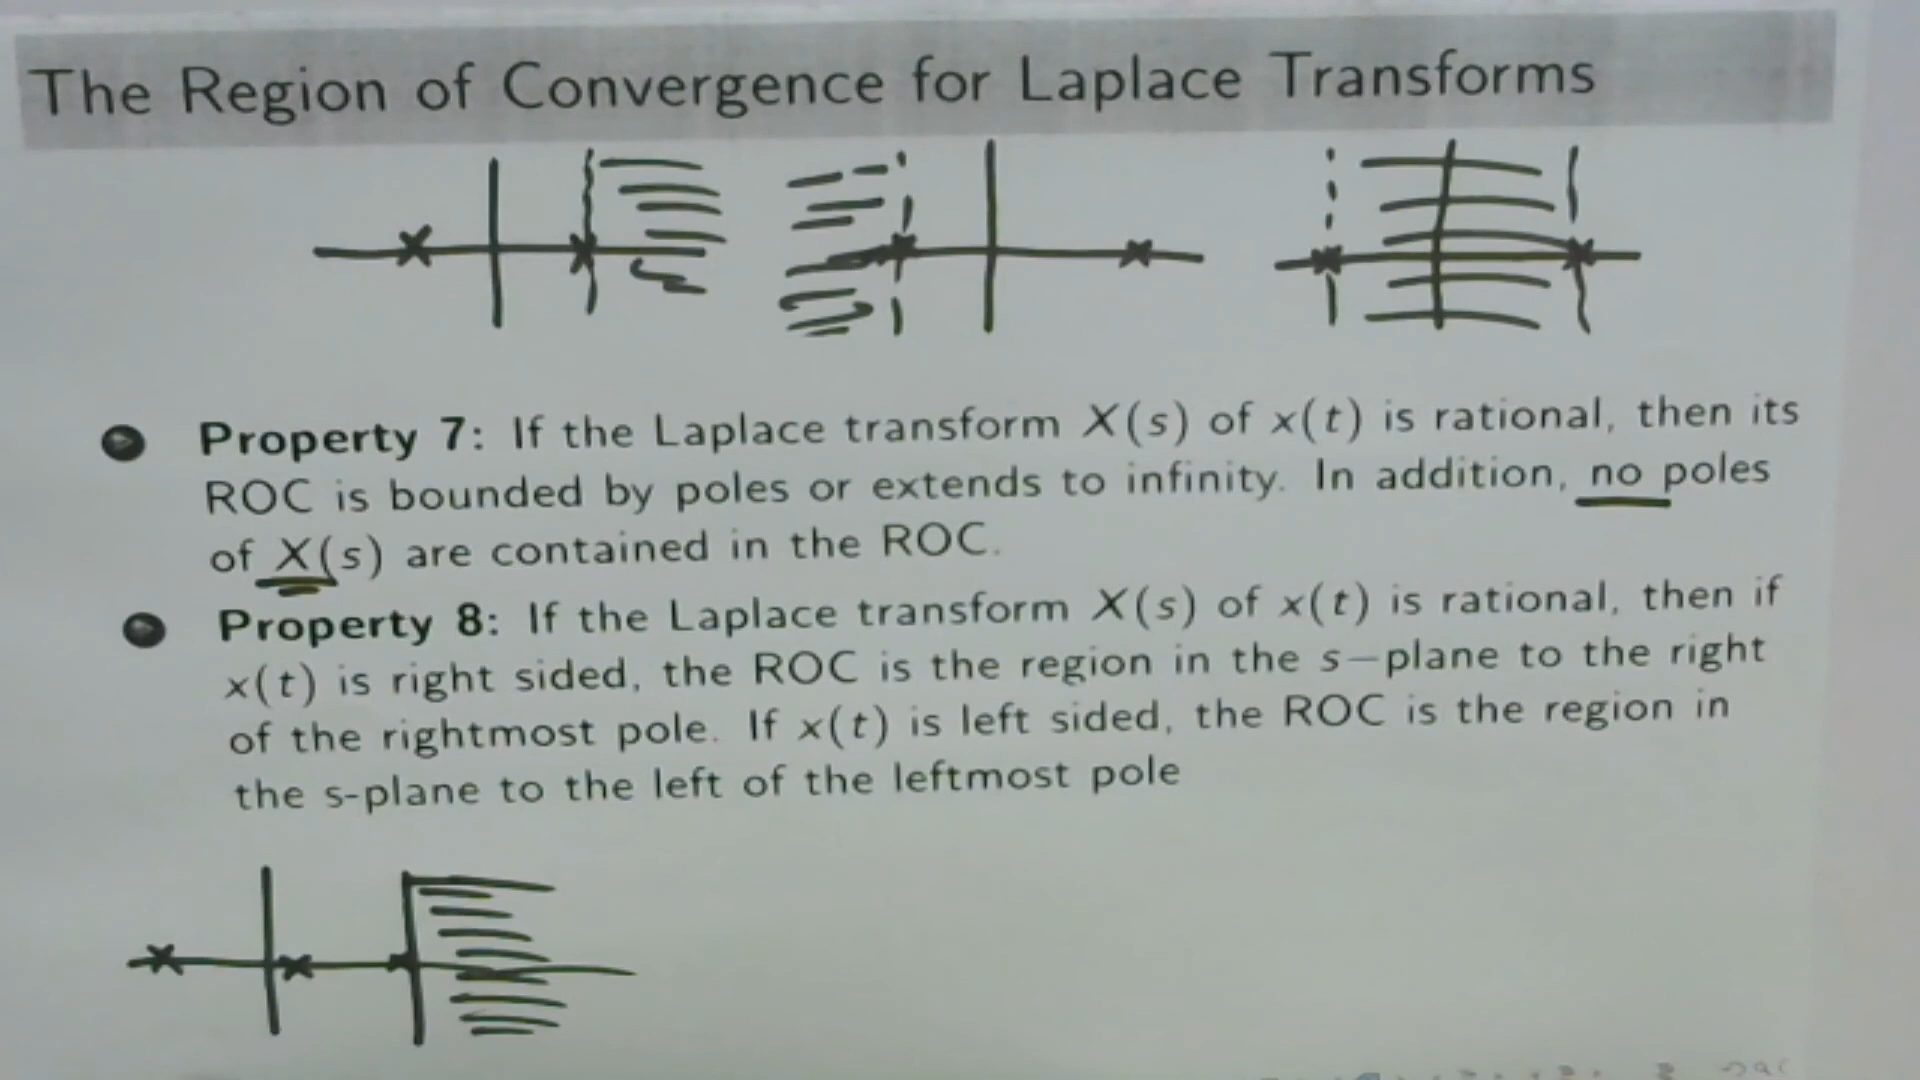 The Region of Convergence for Laplace Transforms
Property 7: If the Laplace transform X(s) of x(t) is rational, then its
ROC is bounded by poles or extends to infinity. In addition, no poles
of X(s) are contained in the ROC.
Property 8: If the Laplace transform X(s) of x(t) is rational, then if
x(t) is right sided, the ROC is the region in the s—plane to the right
of the rightmost pole. If x(t) is left sided, the ROC is the region in
the s-plane to the left of the leftmost pole